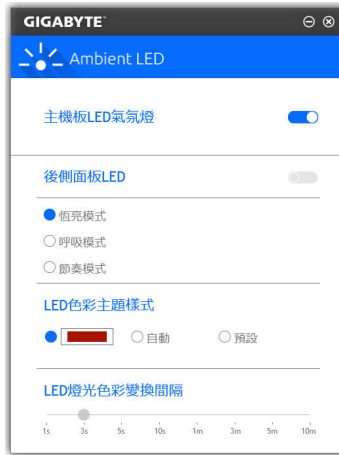 GIGABYTE™
Ambient LED
主機板LED氣氛燈
後側面板LED
恆亮模式
呼吸模式
節奏模式
LED色彩主題樣式
自動 預設
LED燈光色彩變換間隔
1s 3s 5s 10s 1m 3m 5m 10m